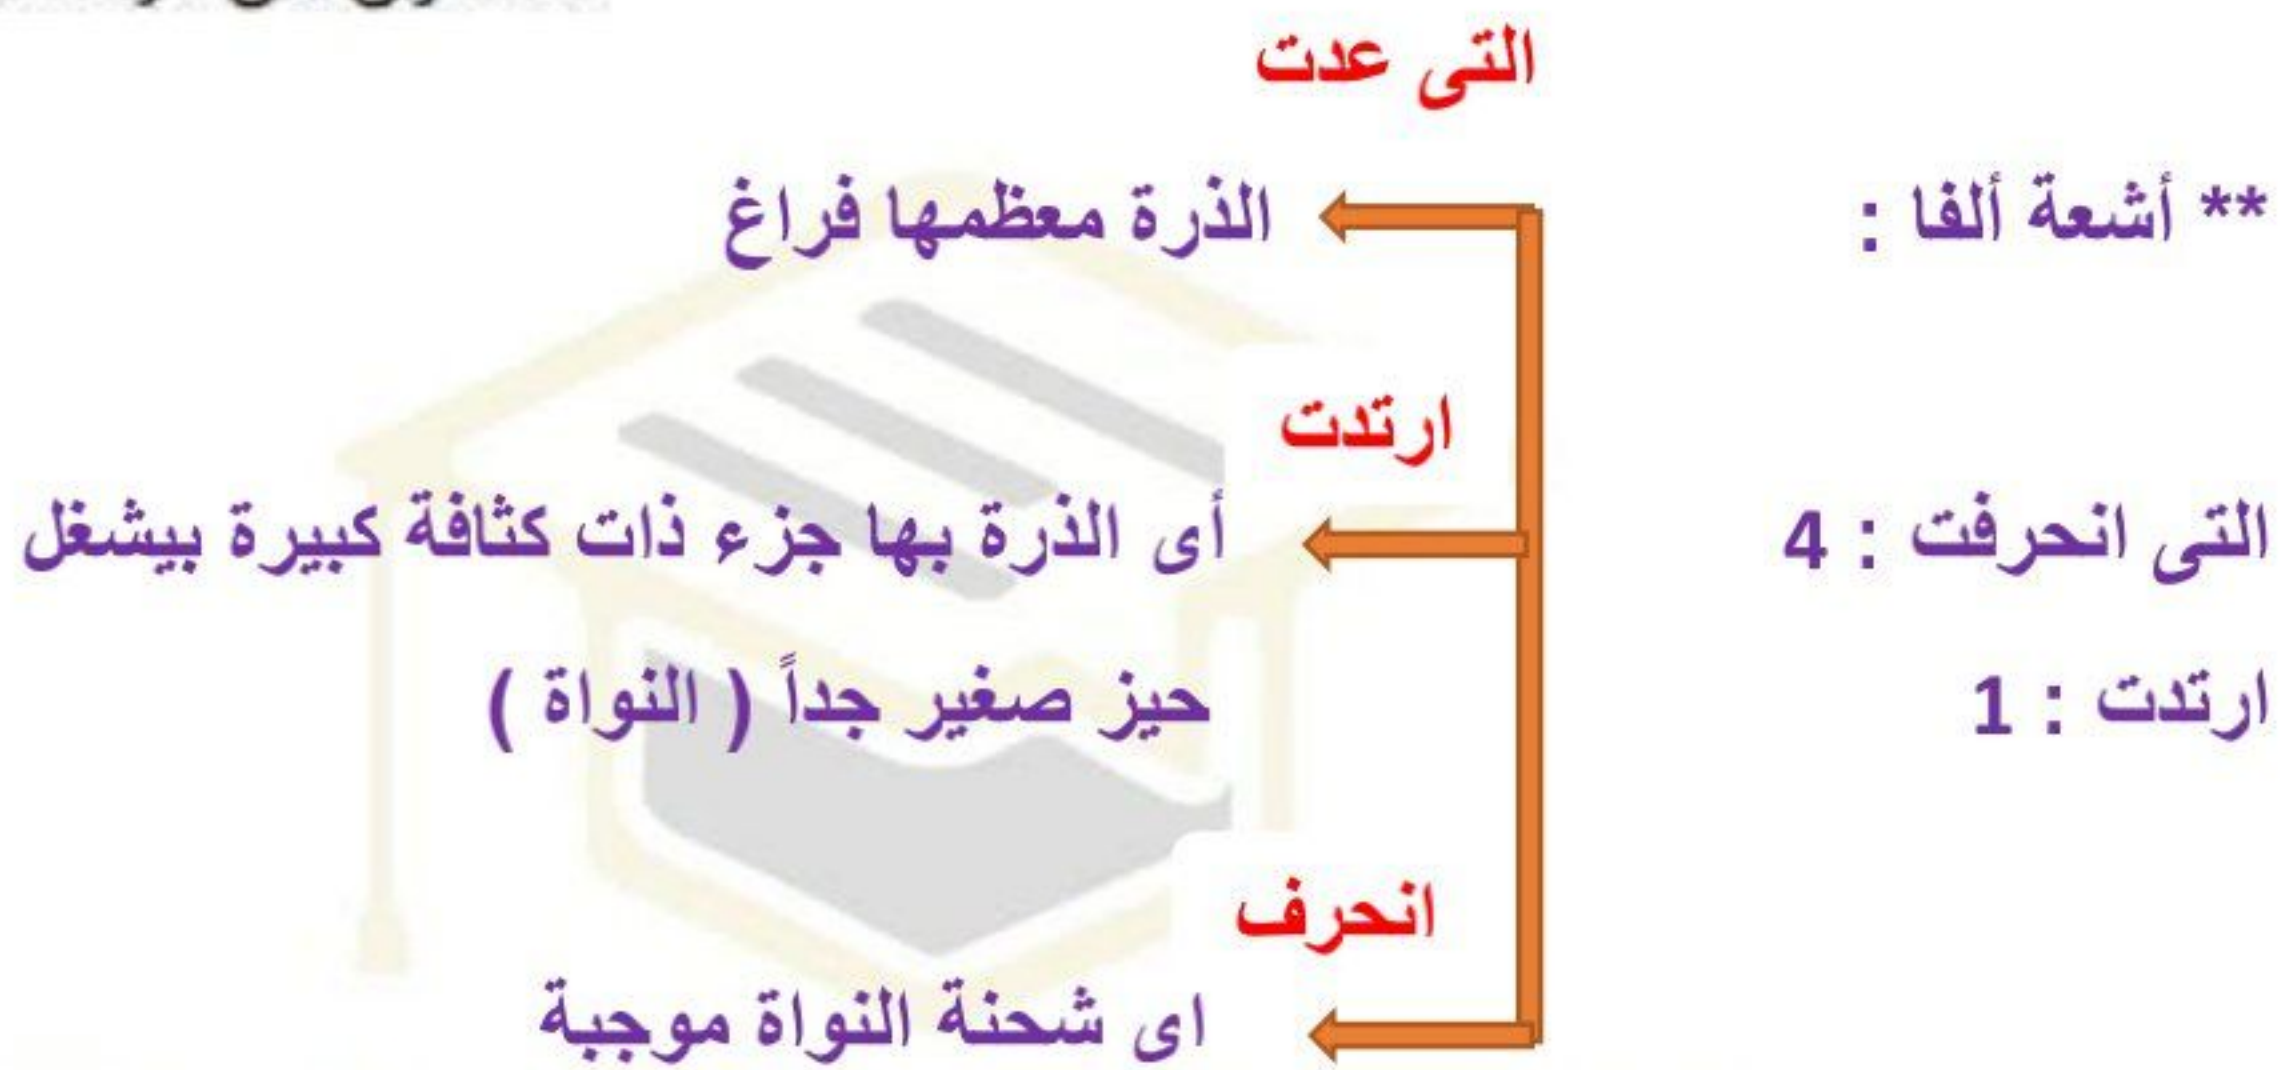 التى عدت
** أشعة ألفا :
الذرة معظمها فراغ
ارتدت
التى انحرفت : 4
أى الذرة بها جزء ذات كثافة كبيرة بيشغل
ارتدت : 1
حيز صغير جداً ( النواة )
انحرف
اى شحنة النواة موجبة